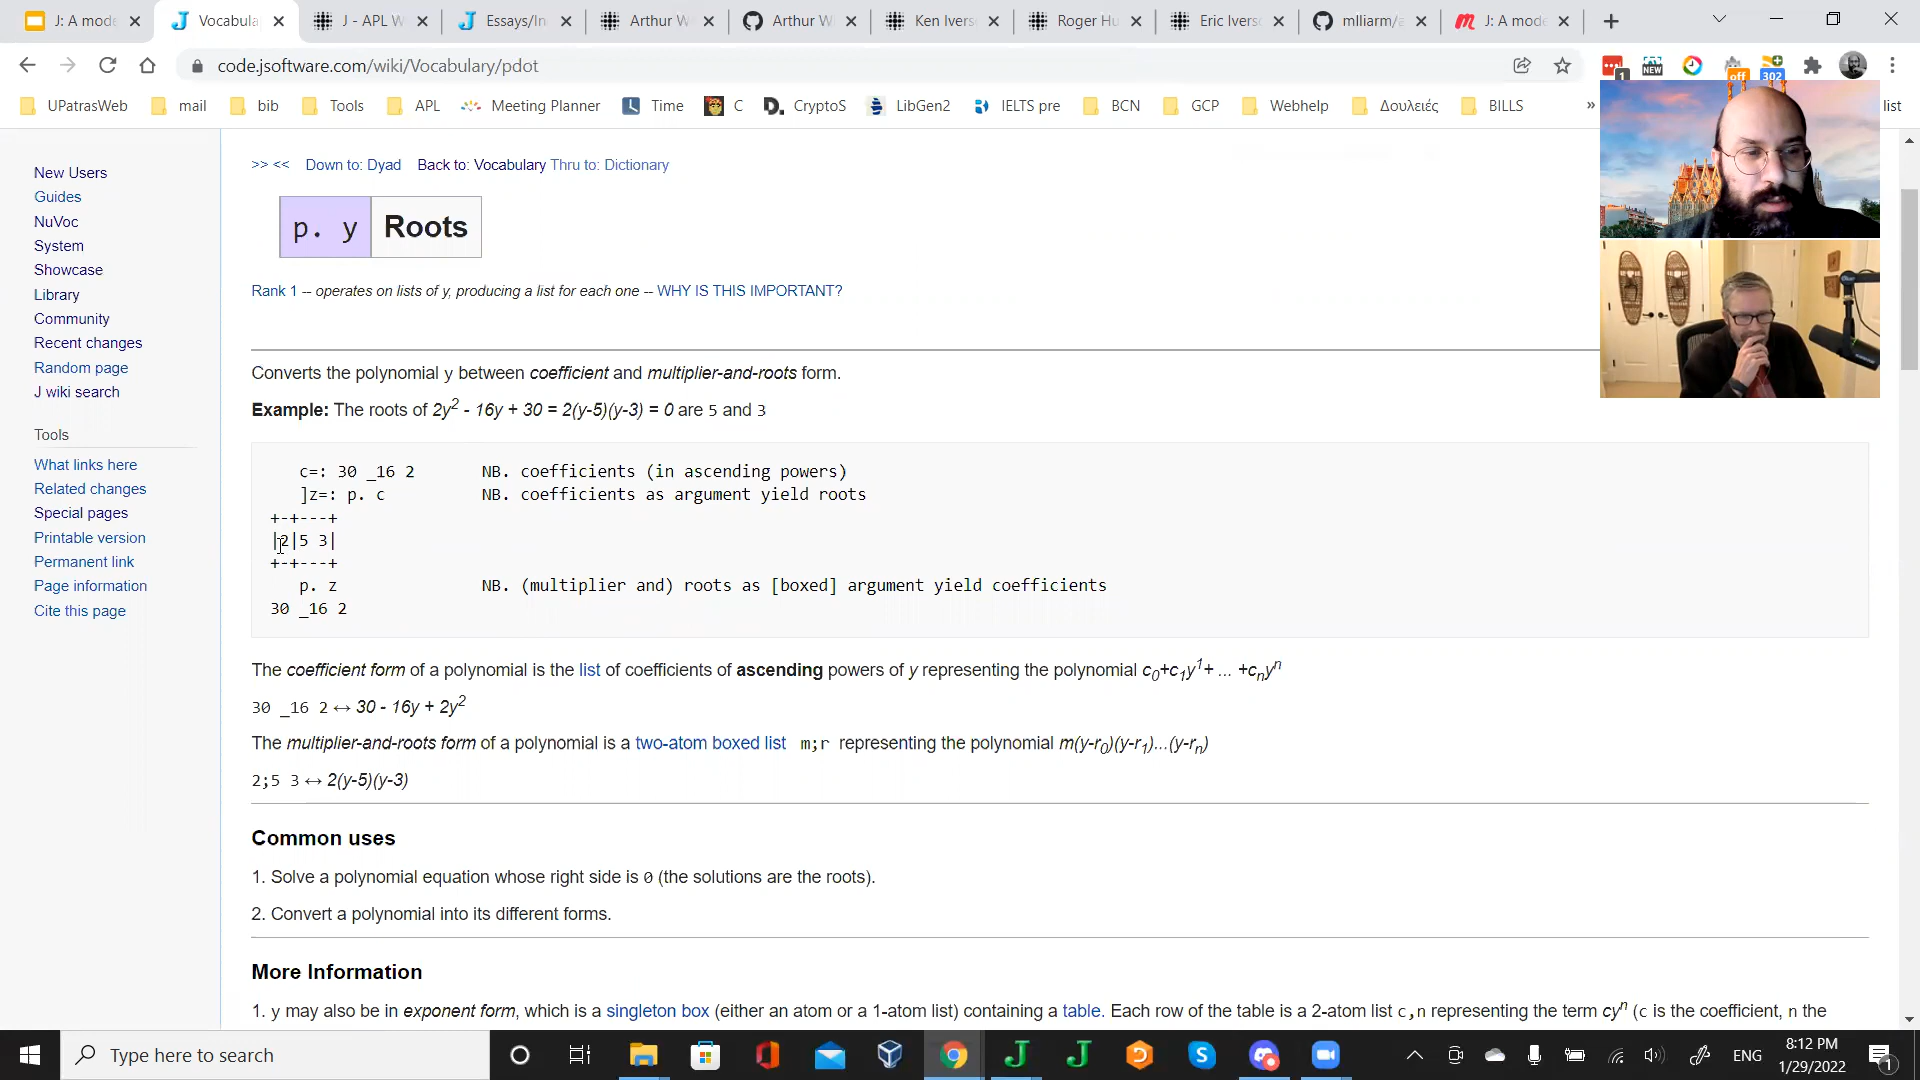 J: A mode
Vocabula
J - APL W
Essays/In
Arthur W
Arthur W
Ken Ivers
Roger Hu
Eric Ivers
mlliarm/a
J: A mode
code.jsoftware.com/wiki/Vocabulary/pdot
1
NEW
off
302
UPatrasWeb mail bib Tools APL Meeting Planner Time C CryptoS LibGen2 IELTS pre BCN GCP Webhelp Δουλειές BILLS » list
New Users
Guides
NuVoc
System
Showcase
Library
Community
Recent changes
Random page
J wiki search
Tools
What links here
Related changes
Special pages
Printable version
Permanent link
Page information
Cite this page
>> << Down to: Dyad Back to: Vocabulary Thru to: Dictionary
p. y Roots
Rank 1 -- operates on lists of y, producing a list for each one -- WHY IS THIS IMPORTANT?
Converts the polynomial y between coefficient and multiplier-and-roots form.
Example: The roots of 2y² - 16y + 30 = 2(y-5)(y-3) = 0 are 5 and 3
c=: 30 _16 2 NB. coefficients (in ascending powers)
]z=: p. c NB. coefficients as argument yield roots
+-+---+
|2|5 3|
+-+---+
p. z NB. (multiplier and) roots as [boxed] argument yield coefficients
30 _16 2
The coefficient form of a polynomial is the list of coefficients of ascending powers of y representing the polynomial c₀+c₁y¹+ ... +cₙyⁿ
30 _16 2 ↔ 30 - 16y + 2y²
The multiplier-and-roots form of a polynomial is a two-atom boxed list m;r representing the polynomial m(y-r₀)(y-r₁)...(y-rₙ)
2;5 3 ↔ 2(y-5)(y-3)
Common uses
1. Solve a polynomial equation whose right side is 0 (the solutions are the roots).
2. Convert a polynomial into its different forms.
More Information
1. y may also be in exponent form, which is a singleton box (either an atom or a 1-atom list) containing a table. Each row of the table is a 2-atom list c,n representing the term cyⁿ (c is the coefficient, n the
Type here to search
ENG
8:12 PM
1/29/2022
1